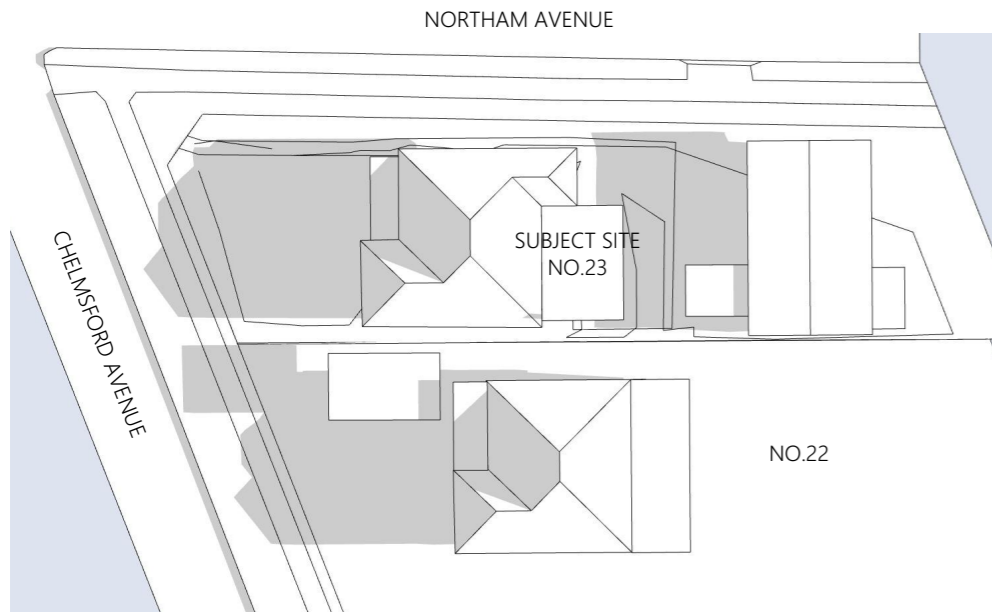 NORTHAM AVENUE
SUBJECT SITE
NO.23
CHELMSFORD AVENUE
NO.22